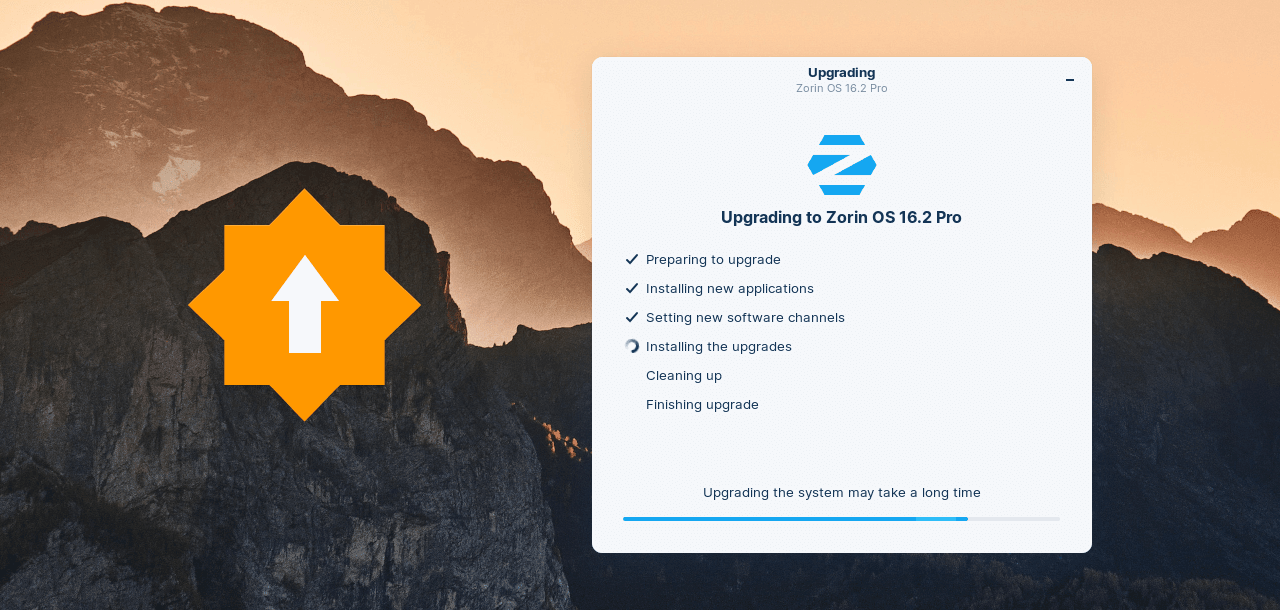 Upgrading
Zorin OS 16.2 Pro
Upgrading to Zorin OS 16.2 Pro
Preparing to upgrade
Installing new applications
Setting new software channels
Installing the upgrades
Cleaning up
Finishing upgrade
Upgrading the system may take a long time